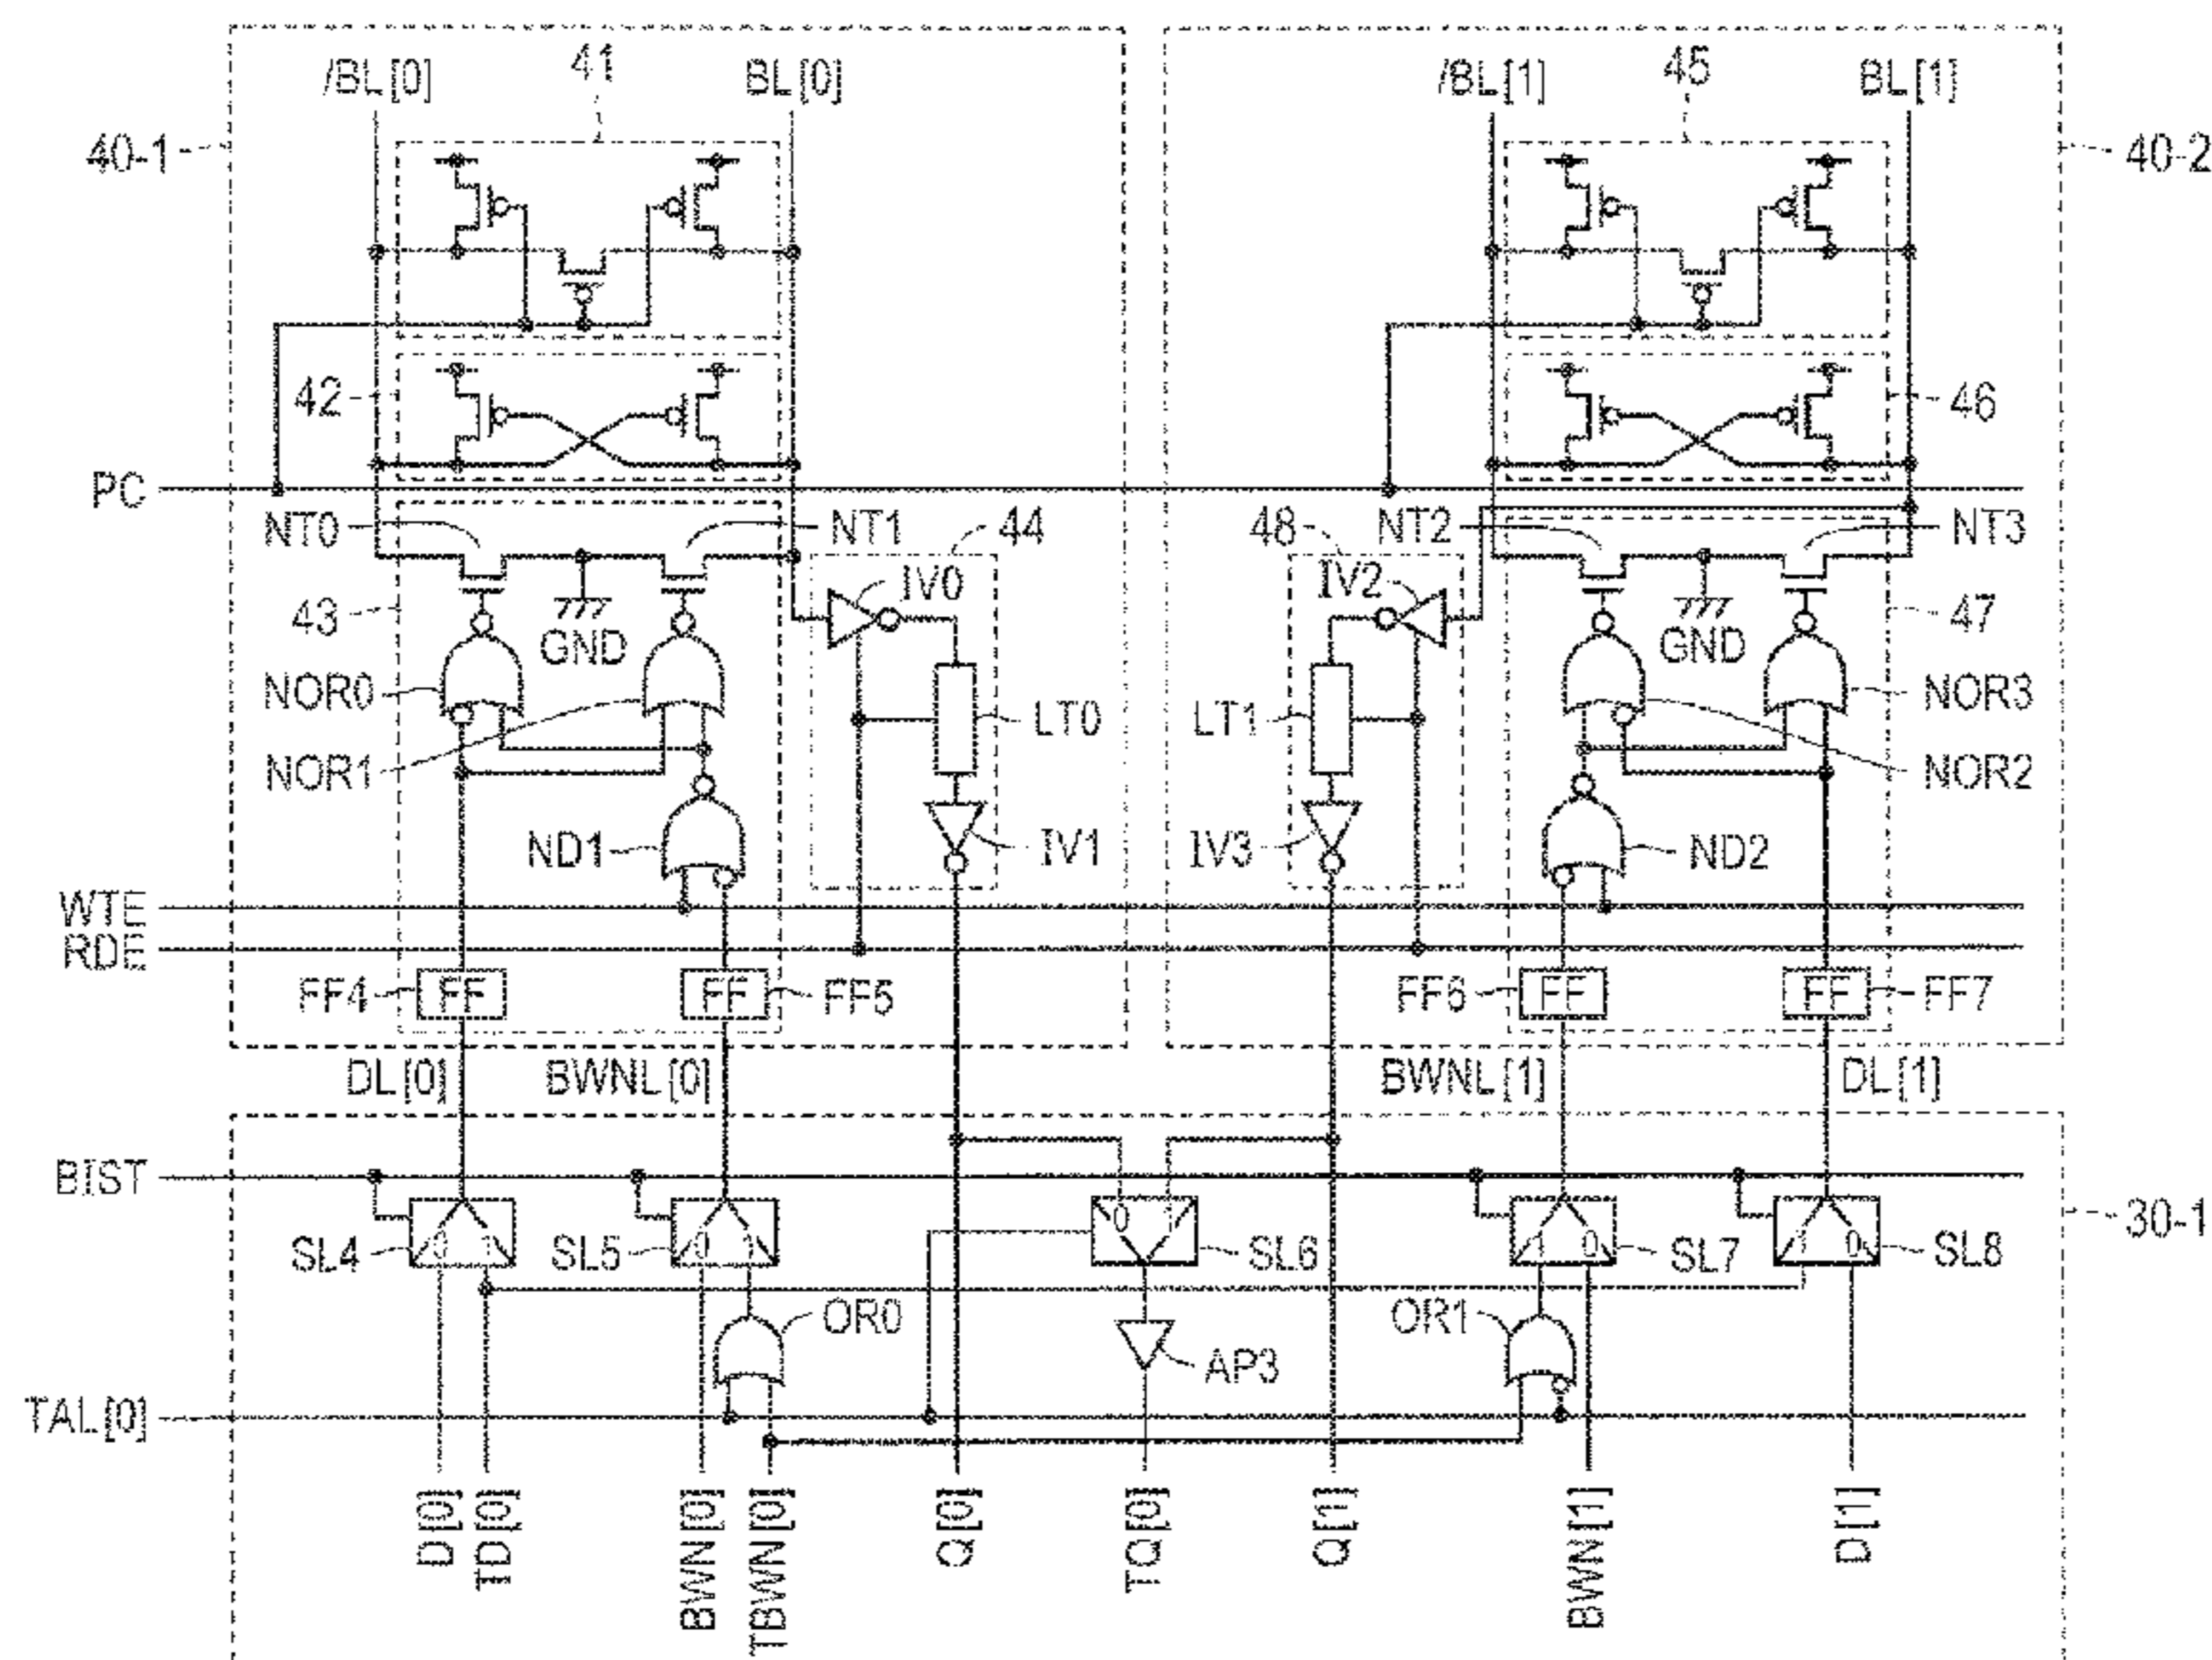 /BL[0] 41 BL[0] /BL[1] 45 BL[1]
40-1 40-2
42 46
PC
NT0 NT1 44 48 NT2 NT3
IV0 IV2
43 GND GND 47
NOR0 LT0 LT1 NOR3
NOR1 NOR2
ND1 IV1 IV3 ND2
WTE
RDE
FF4 FF FF FF5 FF6 FF FF FF7
DL[0] BWNL[0] BWNL[1] DL[1]
BIST
30-1
0 1 0 1 0 1 1 0 1 0
SL4 SL5 SL6 SL7 SL8
OR0 AP3 OR1
TAL[0]
D[0] TD[0] BWN[0] TBWN[0] Q[0] TQ[0] Q[1] BWN[1] D[1]